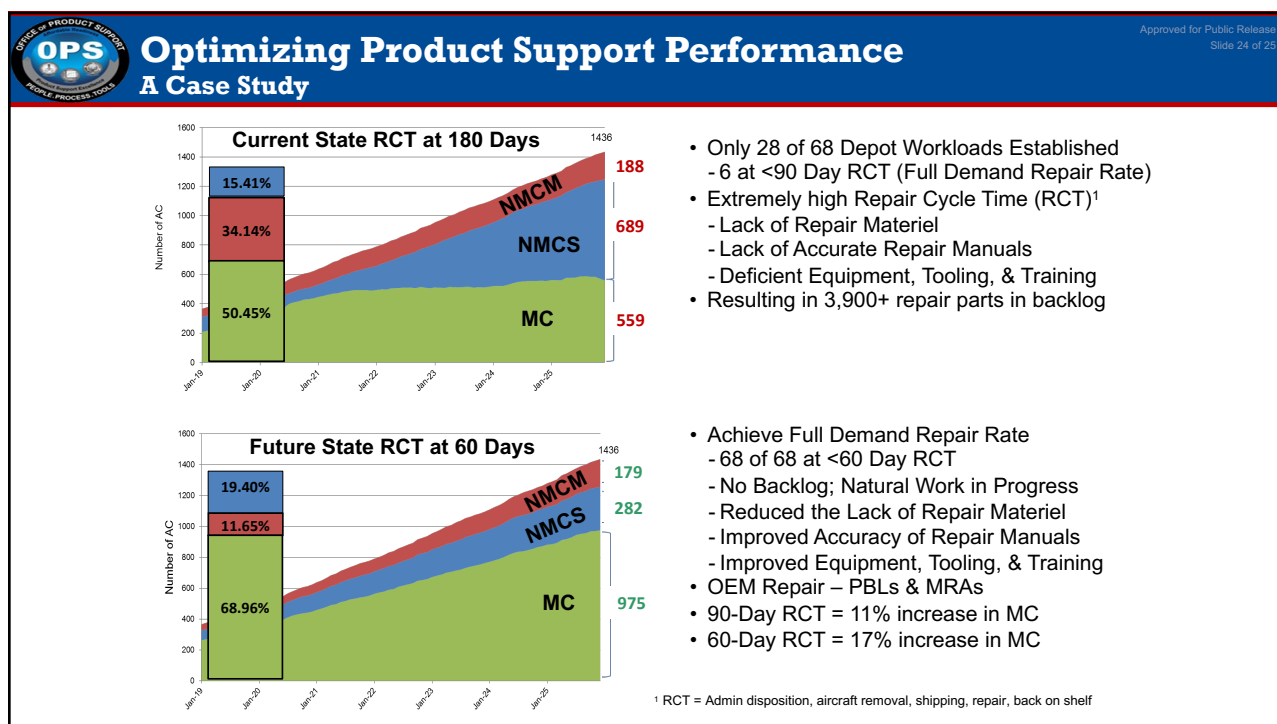 OFFICE OF PRODUCT SUPPORT
OPS
Product Support Excellence
PEOPLE.PROCESS.TOOLS
Optimizing Product Support Performance
A Case Study
Approved for Public Release
Slide 24 of 25
Current State RCT at 180 Days
Number of AC
1600
1400
1200
1000
800
600
400
200
0
15.41%
34.14%
50.45%
NMCM
NMCS
MC
1436
188
689
559
Jan-19
Jan-20
Jan-21
Jan-22
Jan-23
Jan-24
Jan-25
• Only 28 of 68 Depot Workloads Established
- 6 at <90 Day RCT (Full Demand Repair Rate)
• Extremely high Repair Cycle Time (RCT)¹
- Lack of Repair Materiel
- Lack of Accurate Repair Manuals
- Deficient Equipment, Tooling, & Training
• Resulting in 3,900+ repair parts in backlog
Future State RCT at 60 Days
Number of AC
1600
1400
1200
1000
800
600
400
200
0
19.40%
11.65%
68.96%
NMCM
NMCS
MC
1436
179
282
975
Jan-19
Jan-20
Jan-21
Jan-22
Jan-23
Jan-24
Jan-25
• Achieve Full Demand Repair Rate
- 68 of 68 at <60 Day RCT
- No Backlog; Natural Work in Progress
- Reduced the Lack of Repair Materiel
- Improved Accuracy of Repair Manuals
- Improved Equipment, Tooling, & Training
• OEM Repair – PBLs & MRAs
• 90-Day RCT = 11% increase in MC
• 60-Day RCT = 17% increase in MC
¹ RCT = Admin disposition, aircraft removal, shipping, repair, back on shelf